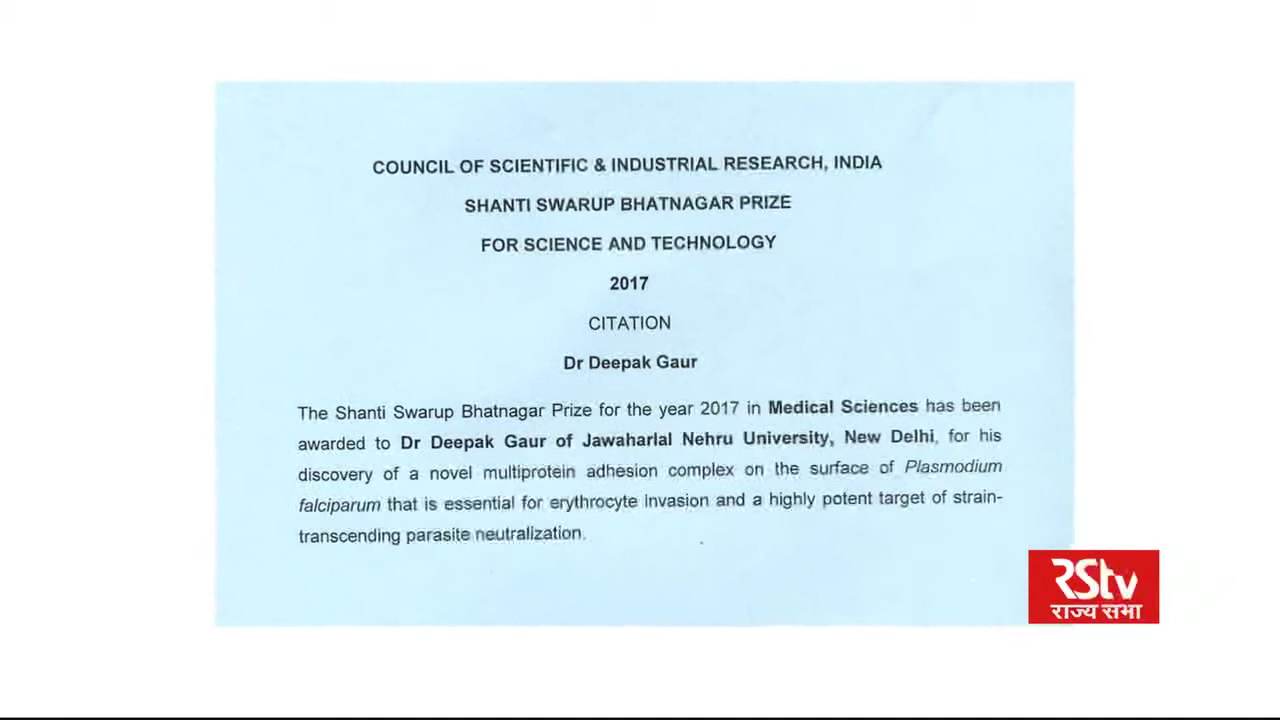 COUNCIL OF SCIENTIFIC & INDUSTRIAL RESEARCH, INDIA
SHANTI SWARUP BHATNAGAR PRIZE
FOR SCIENCE AND TECHNOLOGY
2017
CITATION
Dr Deepak Gaur
The Shanti Swarup Bhatnagar Prize for the year 2017 in Medical Sciences has been
awarded to Dr Deepak Gaur of Jawaharlal Nehru University, New Delhi, for his
discovery of a novel multiprotein adhesion complex on the surface of Plasmodium
falciparum that is essential for erythrocyte invasion and a highly potent target of strain-
transcending parasite neutralization.
RStv
राज्य सभा